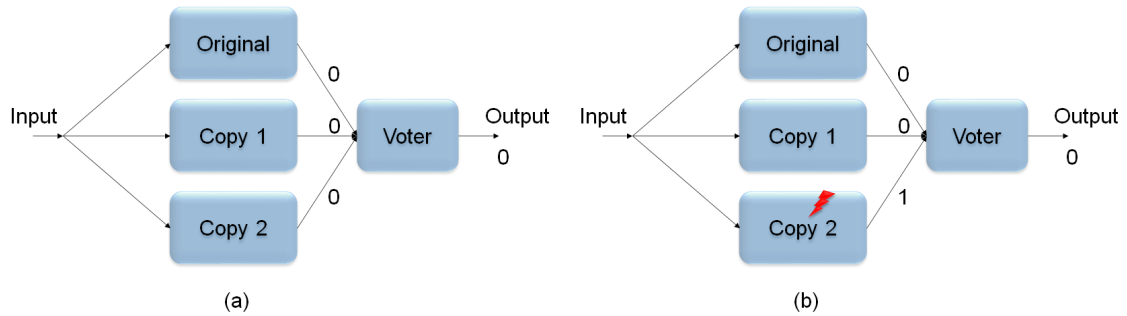 Original
0
Input
Copy 1
0
Voter
Output
0
Copy 2
0
(a)
Original
0
Input
Copy 1
0
Voter
Output
0
Copy 2
1
(b)